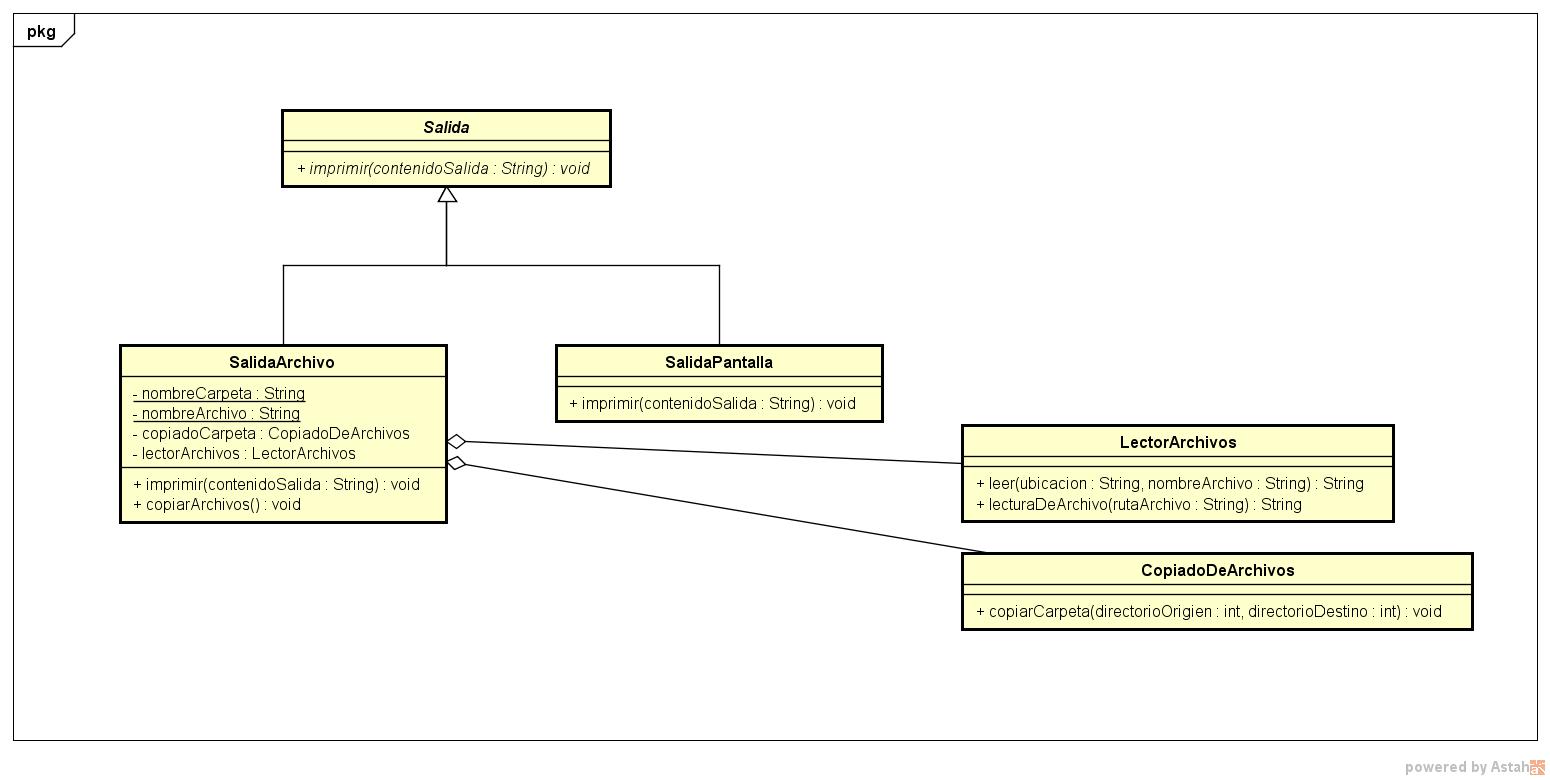 pkg
Salida
+ imprimir(contenidoSalida : String) : void
SalidaArchivo
- nombreCarpeta : String
- nombreArchivo : String
- copiadoCarpeta : CopiadoDeArchivos
- lectorArchivos : LectorArchivos
+ imprimir(contenidoSalida : String) : void
+ copiarArchivos() : void
SalidaPantalla
+ imprimir(contenidoSalida : String) : void
LectorArchivos
+ leer(ubicacion : String, nombreArchivo : String) : String
+ lecturaDeArchivo(rutaArchivo : String) : String
CopiadoDeArchivos
+ copiarCarpeta(directorioOrigien : int, directorioDestino : int) : void
powered by Astah